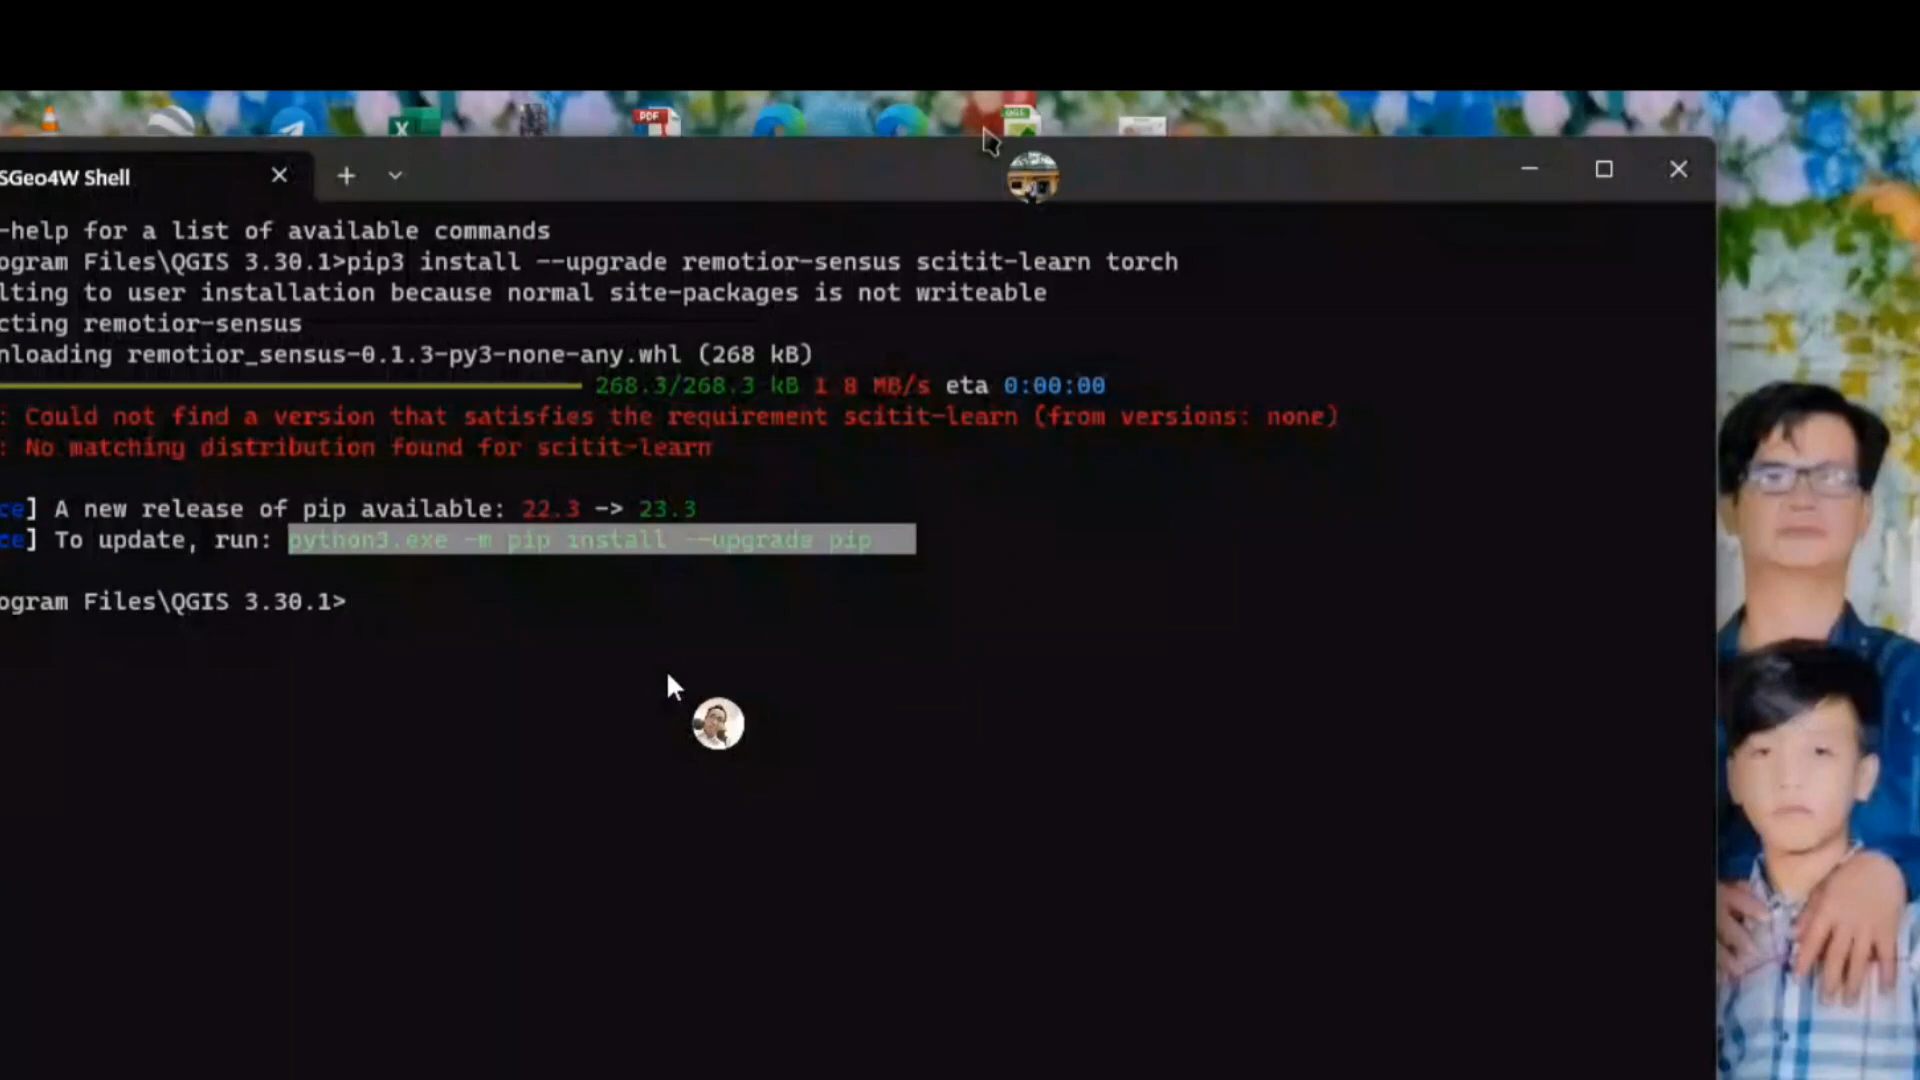 PDF
QGIS
SGeo4W Shell
-help for a list of available commands
ogram Files\QGIS 3.30.1>pip3 install --upgrade remotior-sensus scitit-learn torch
lting to user installation because normal site-packages is not writeable
cting remotior-sensus
nloading remotior_sensus-0.1.3-py3-none-any.whl (268 kB)
268.3/268.3 kB 1 8 MB/s eta 0:00:00
: Could not find a version that satisfies the requirement scitit-learn (from versions: none)
: No matching distribution found for scitit-learn
ce] A new release of pip available: 22.3 -> 23.3
ce] To update, run: python3.exe -m pip install --upgrade pip
ogram Files\QGIS 3.30.1>